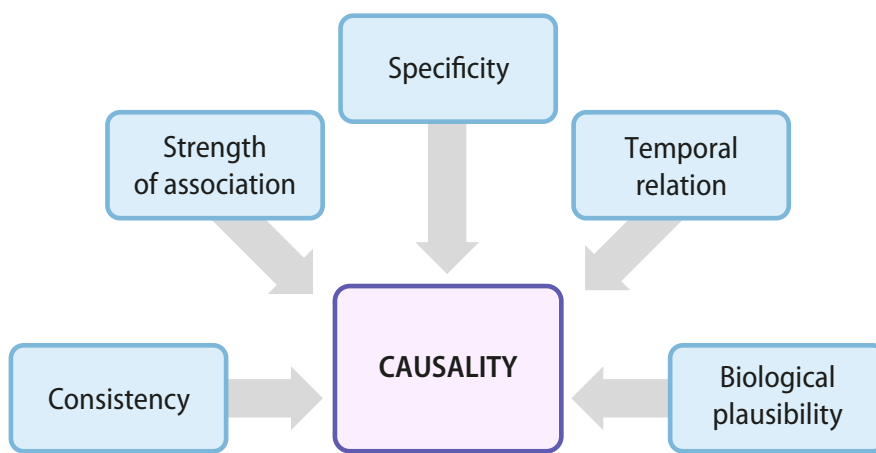 Specificity
Strength
of association
Temporal
relation
CAUSALITY
Consistency
Biological
plausibility